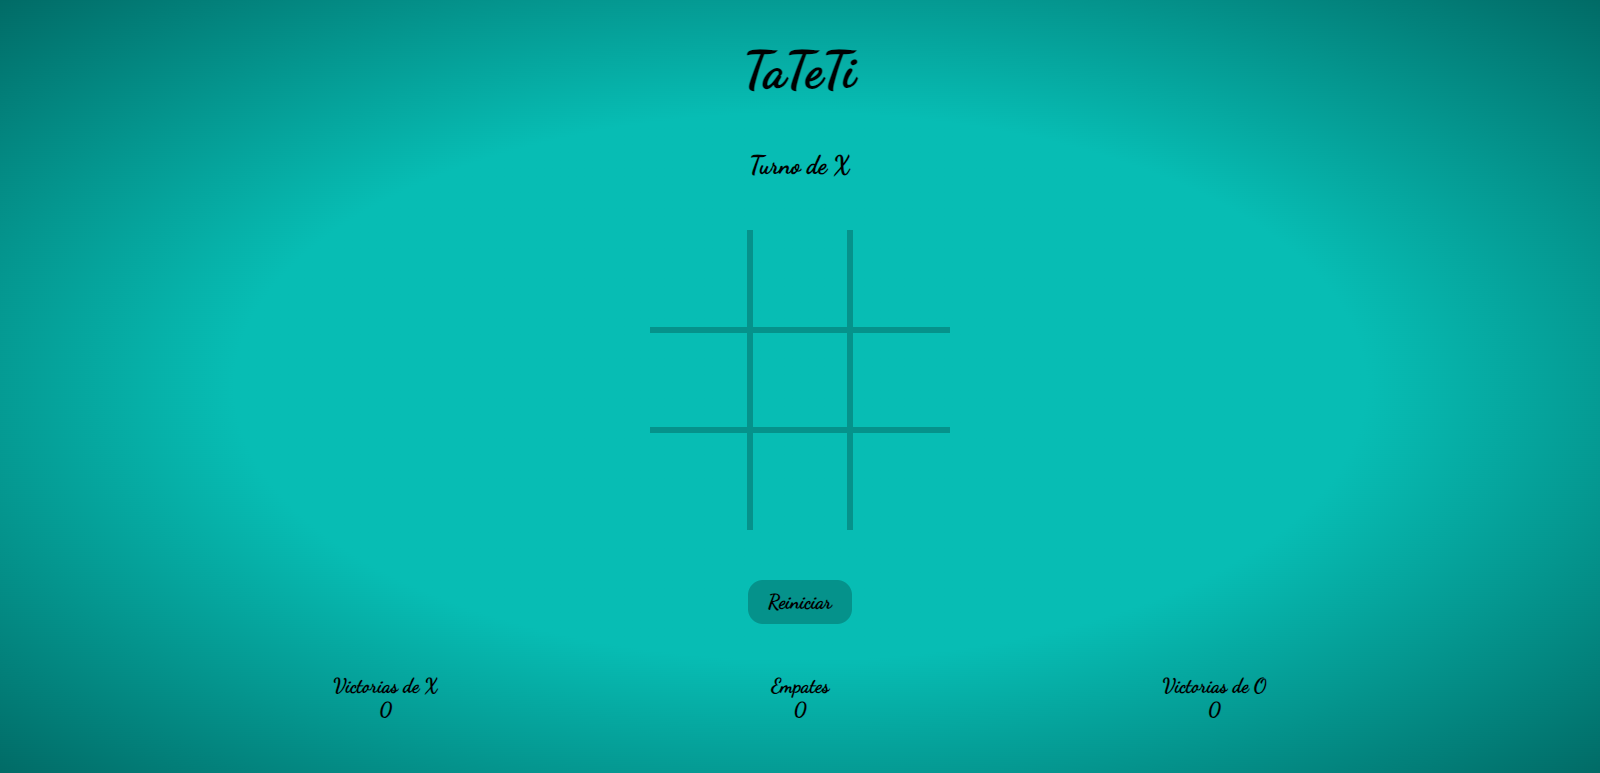 TaTeTi
Turno de X
Reiniciar
Victorias de X
0
Empates
0
Victorias de O
0